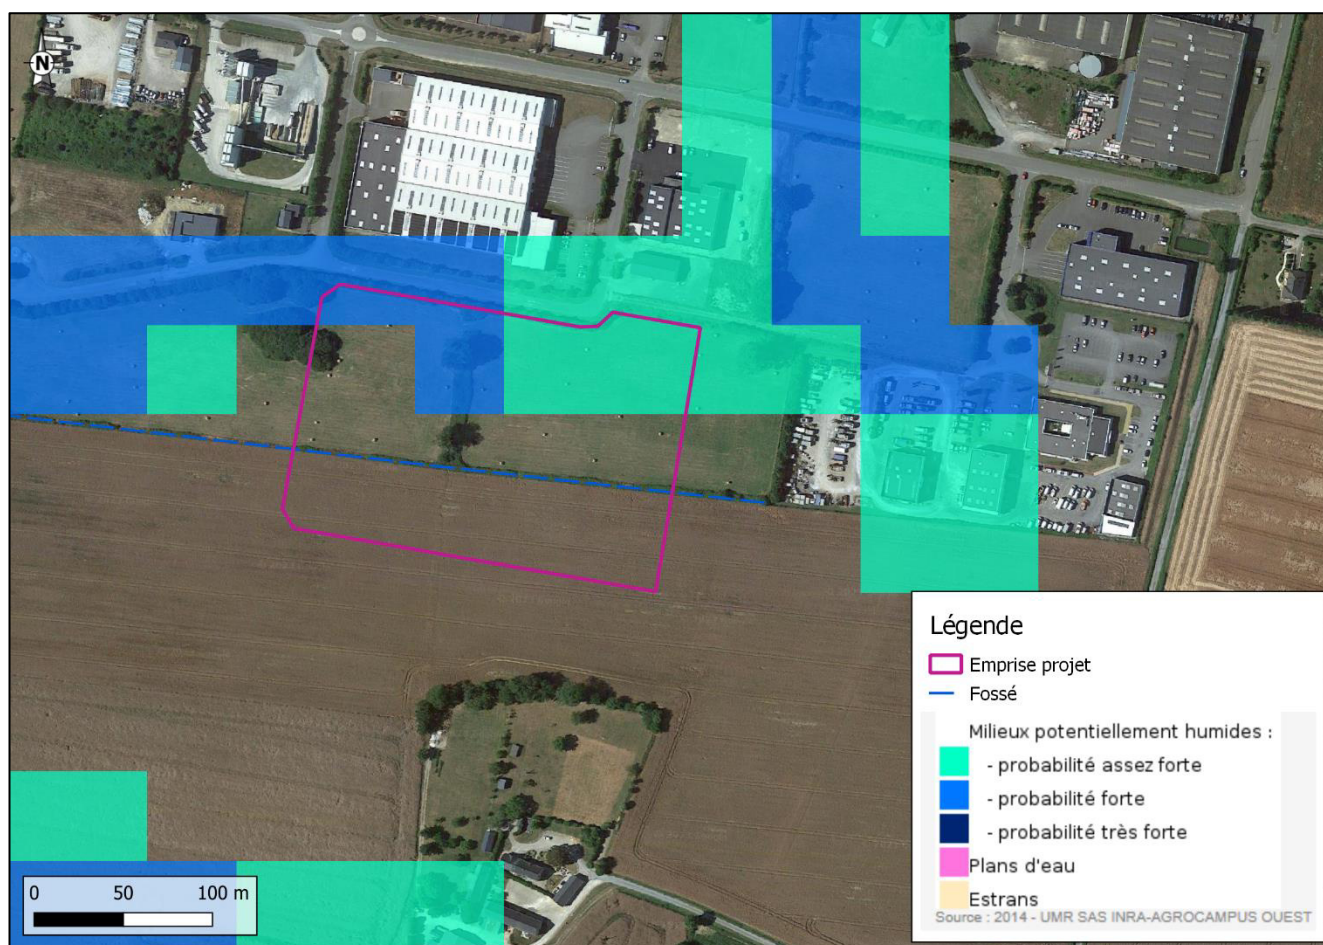 N
Légende
Emprise projet
Fossé
Milieux potentiellement humides :
- probabilité assez forte
- probabilité forte
- probabilité très forte
Plans d'eau
Estrans
Source : 2014 - UMR SAS INRA-AGROCAMPUS OUEST
0 50 100 m